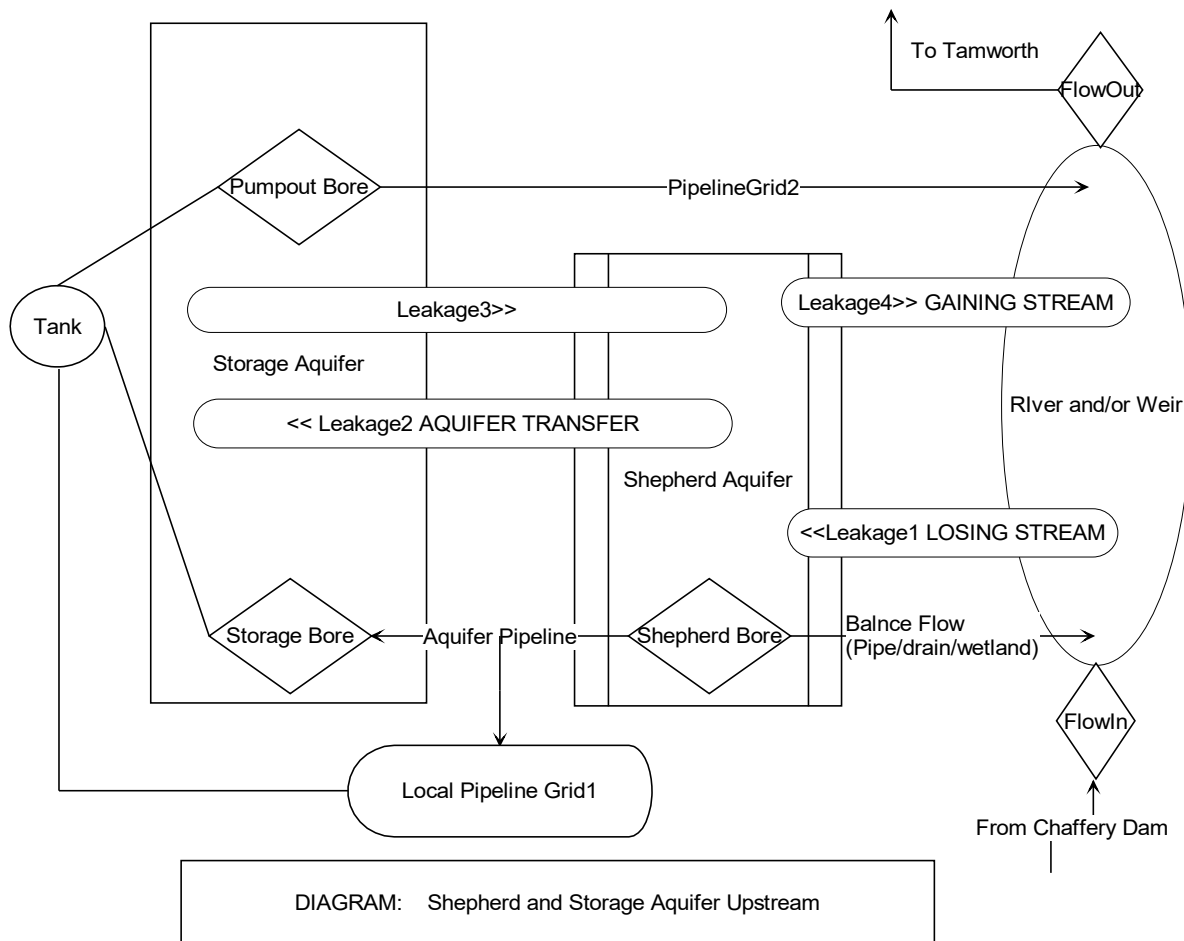 To Tamworth
FlowOut
Pumpout Bore
PipelineGrid2
Leakage3>>
Leakage4>> GAINING STREAM
Tank
Storage Aquifer
RIver and/or Weir
<< Leakage2 AQUIFER TRANSFER
Shepherd Aquifer
<<Leakage1 LOSING STREAM
Storage Bore
Aquifer Pipeline
Shepherd Bore
Balnce Flow
(Pipe/drain/wetland)
FlowIn
Local Pipeline Grid1
From Chaffery Dam
DIAGRAM: Shepherd and Storage Aquifer Upstream